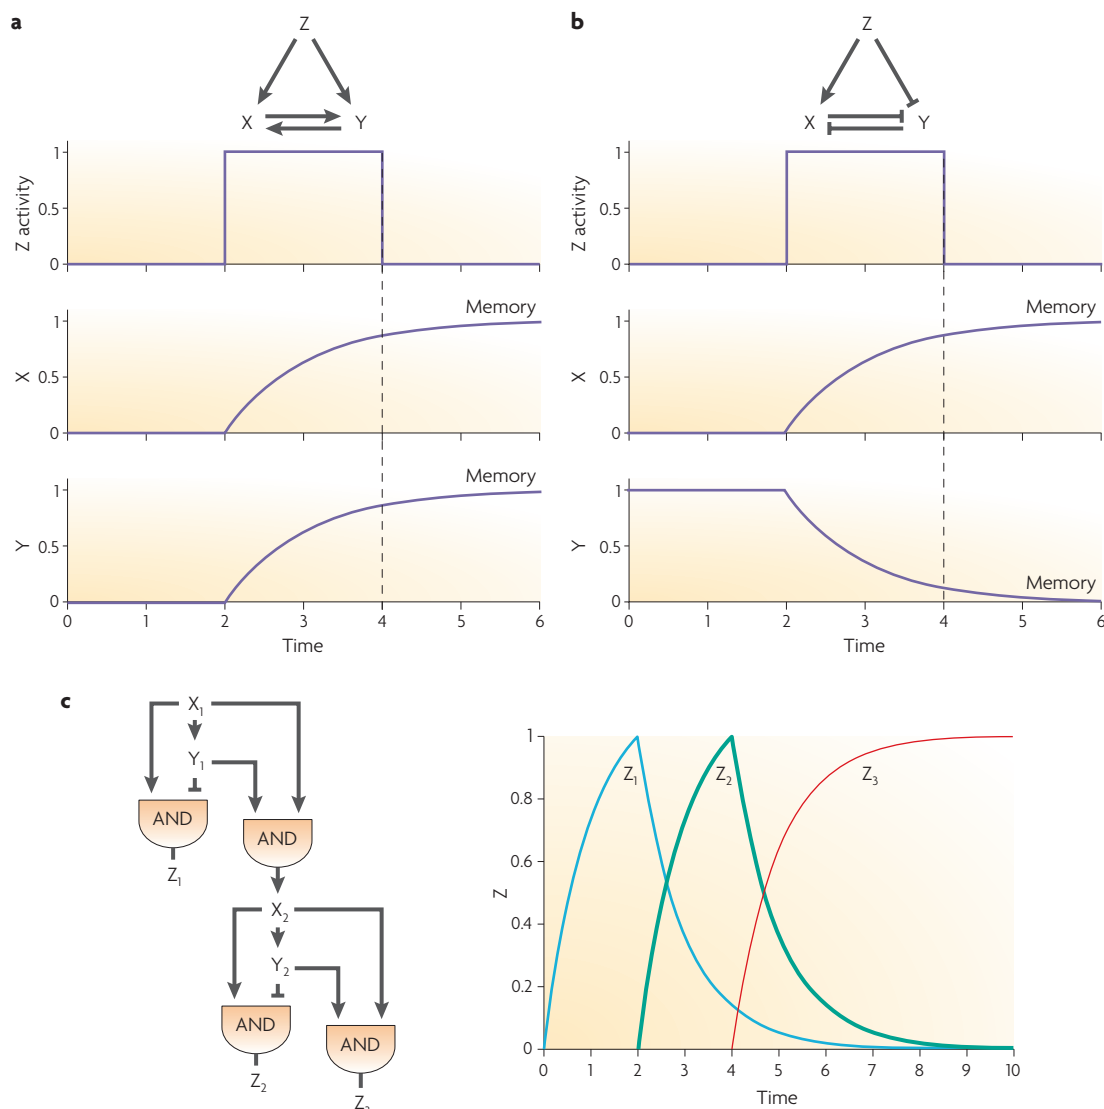 a
Z
X Y
Z activity
1
0.5
0
X
1
0.5
0
Memory
Y
1
0.5
0
Memory
0 1 2 3 4 5 6
Time
b
Z
X Y
Z activity
1
0.5
0
X
1
0.5
0
Memory
Y
1
0.5
0
Memory
0 1 2 3 4 5 6
Time
c
X₁
Y₁
AND
AND
Z₁
X₂
Y₂
AND
AND
Z₂
Z
1
0.8
0.6
0.4
0.2
0
Z₁ Z₂ Z₃
0 1 2 3 4 5 6 7 8 9 10
Time